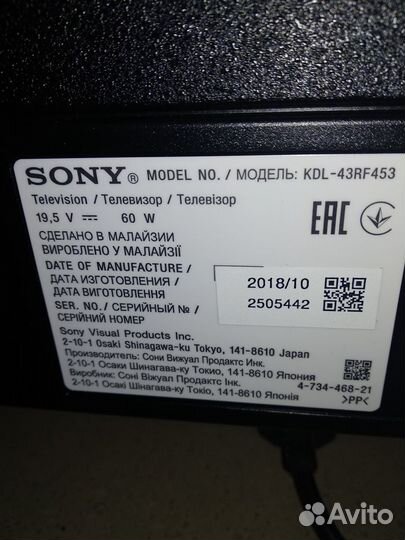 SONY® MODEL NO. / МОДЕЛЬ: KDL-43RF453
Television / Телевизор / Телевізор
19,5 V ⎓ 60 W
EAC
СДЕЛАНО В МАЛАЙЗИИ
ВИРОБЛЕНО У МАЛАЙЗІЇ
DATE OF MANUFACTURE /
ДАТА ИЗГОТОВЛЕНИЯ /
ДАТА ВИГОТОВЛЕННЯ
2018/10
SER. NO./ СЕРИЙНЫЙ № /
СЕРІЙНИЙ НОМЕР
2505442
Sony Visual Products Inc.
2-10-1 Osaki Shinagawa-ku Tokyo, 141-8610 Japan
Производитель: Сони Вижуал Продактс Инк.
2-10-1 Осаки Шинагава-ку Токио, 141-8610 Япония
Виробник: Соні Віжуал Продактс Інк.
2-10-1 Осакі Шінагава-ку Токіо, 141-8610 Японія
4-734-468-21
>PP<
Avito